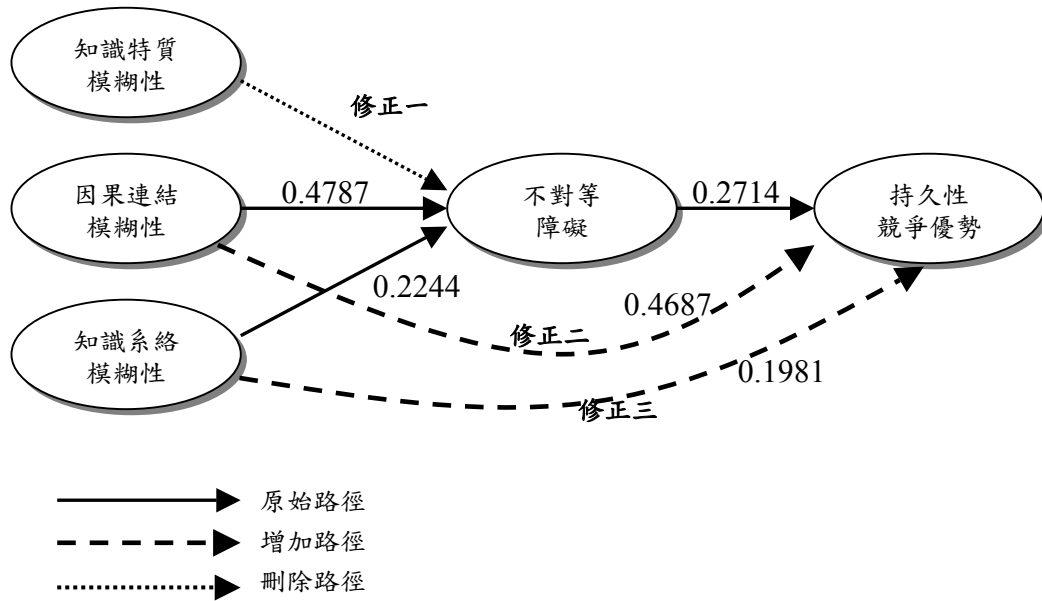 知識特質
模糊性
修正一
因果連結
模糊性
0.4787
不對等
障礙
0.2714
持久性
競爭優勢
0.2244
0.4687
修正二
知識系絡
模糊性
0.1981
修正三
原始路徑
增加路徑
刪除路徑